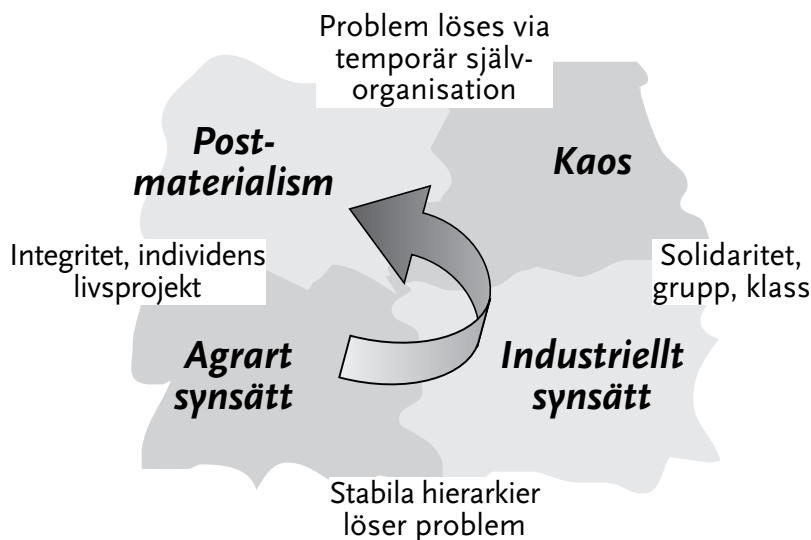 Problem löses via
temporär själv-
organisation
Post-
materialism
Kaos
Integritet, individens
livsprojekt
Solidaritet,
grupp, klass
Agrart
synsätt
Industriellt
synsätt
Stabila hierarkier
löser problem